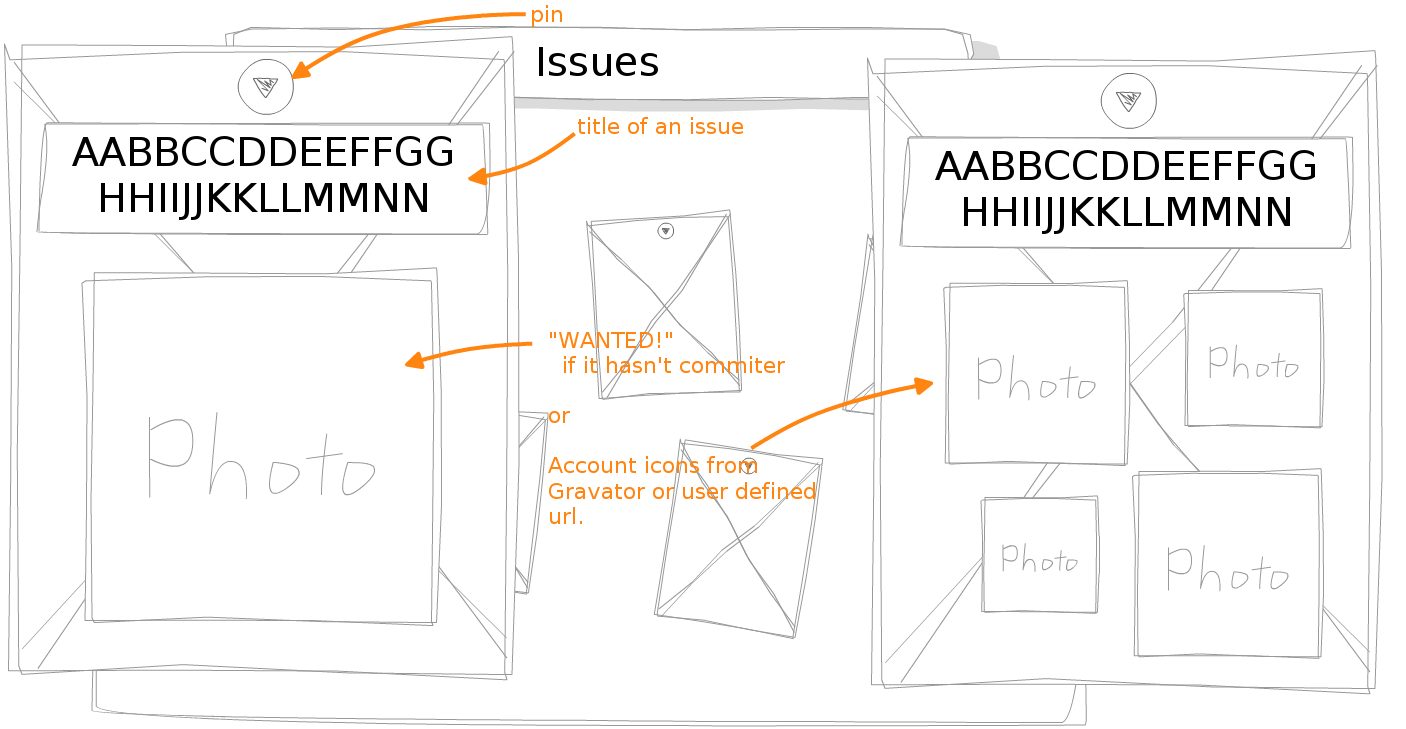 pin
Issues
title of an issue
AABBCCDDEEFFGG
HHIIJJKKLLMMNN
AABBCCDDEEFFGG
HHIIJJKKLLMMNN
"WANTED!"
if it hasn't commiter
or
Account icons from
Gravator or user defined
url.
Photo
Photo
Photo
Photo
Photo